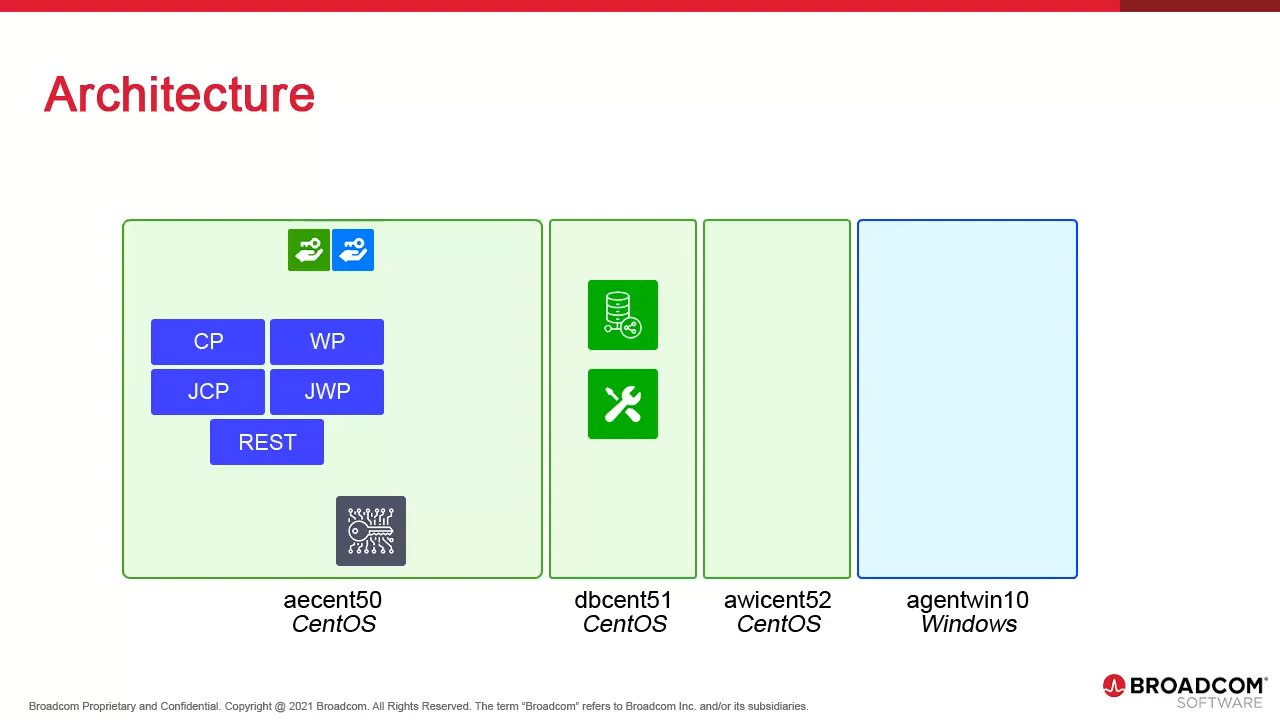 Architecture
CP
WP
JCP
JWP
REST
aecent50
CentOS
dbcent51
CentOS
awicent52
CentOS
agentwin10
Windows
BROADCOM®
SOFTWARE
Broadcom Proprietary and Confidential. Copyright @ 2021 Broadcom. All Rights Reserved. The term “Broadcom” refers to Broadcom Inc. and/or its subsidiaries.